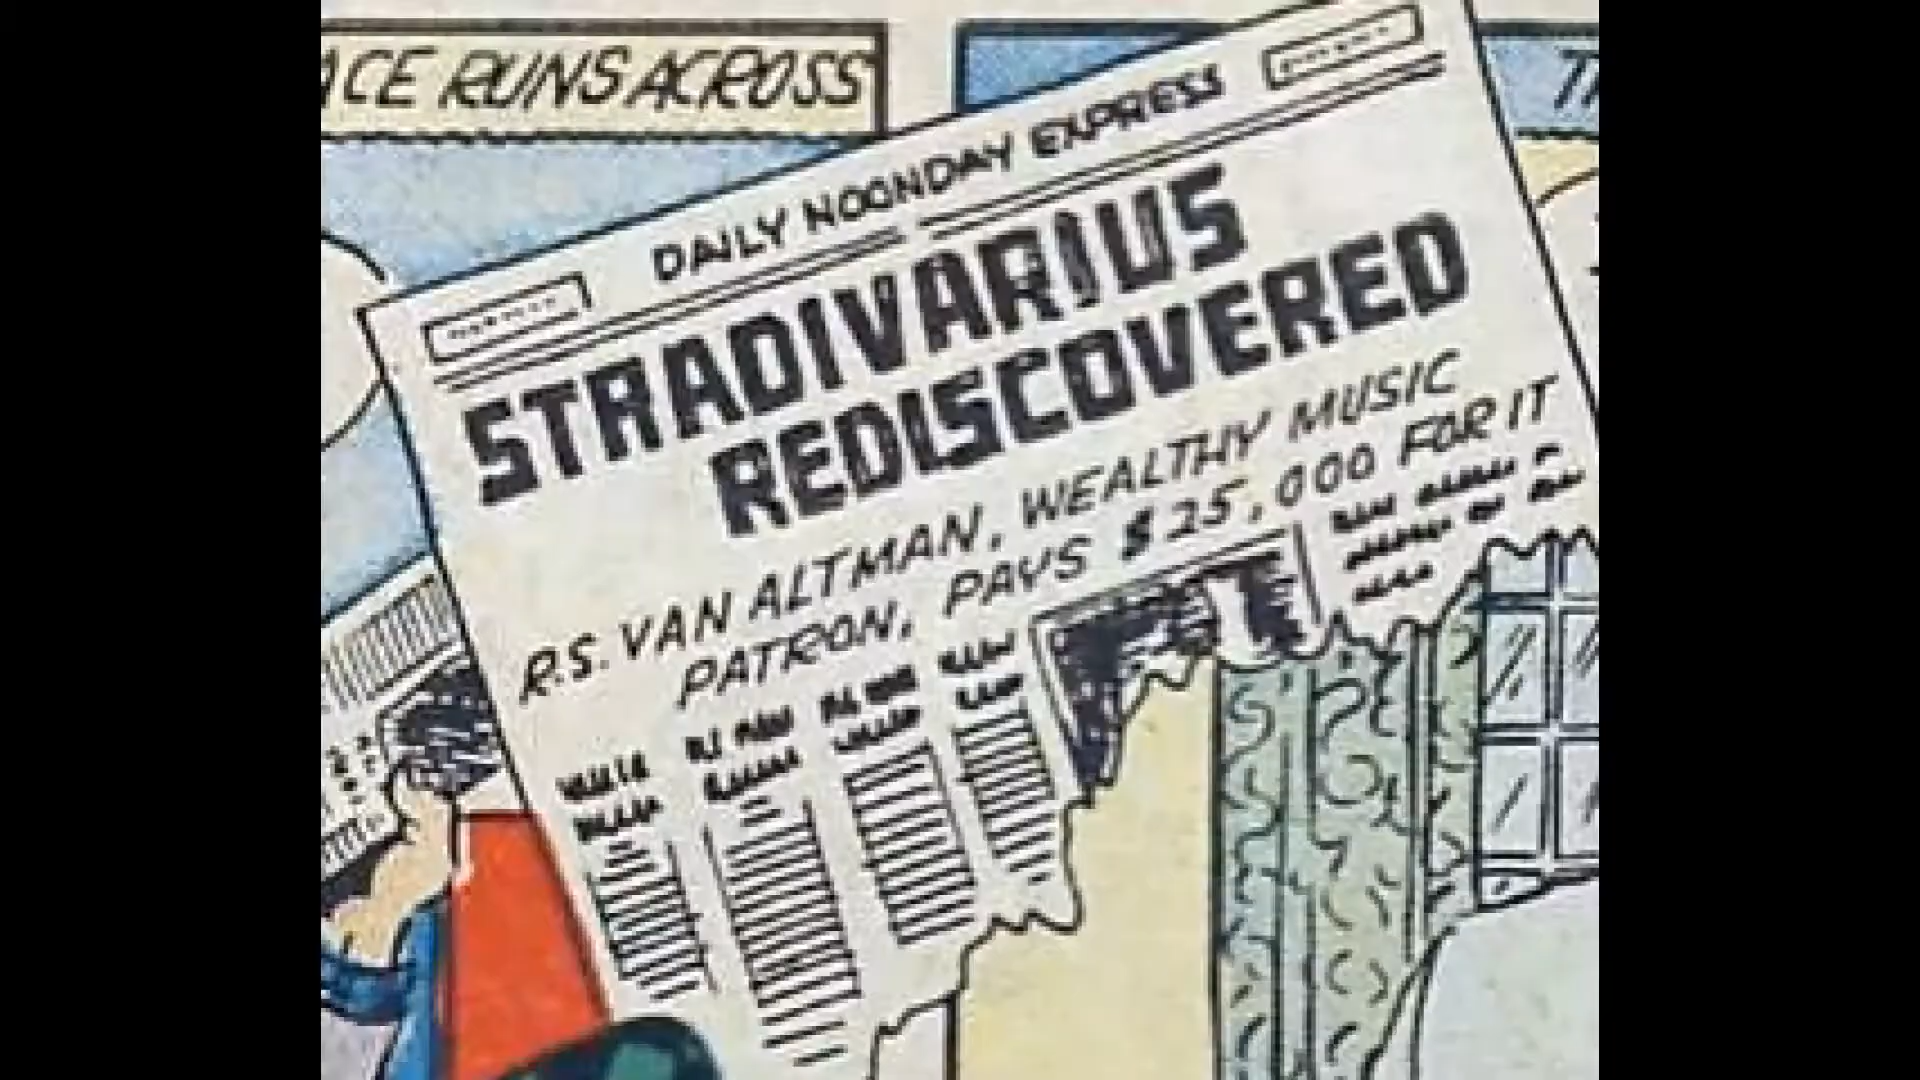 ACE RUNS ACROSS
DAILY NOONDAY EXPRESS
STRADIVARIUS
REDISCOVERED
R.S. VAN ALTMAN, WEALTHY MUSIC
PATRON, PAYS $25,000 FOR IT